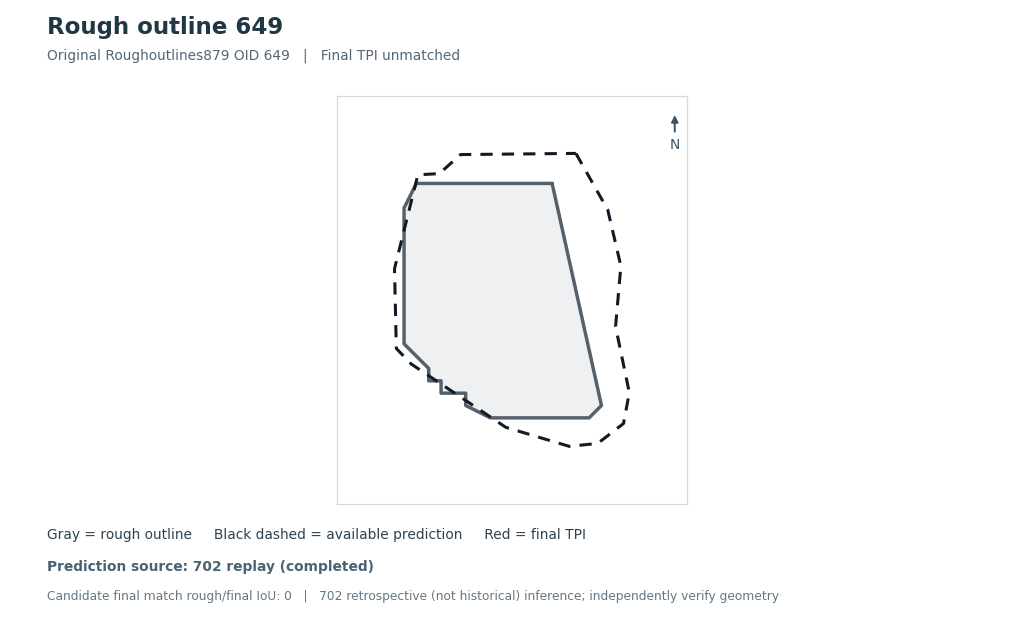 Rough outline 649
Original Roughoutlines879 OID 649   |   Final TPI unmatched
N
Gray = rough outline     Black dashed = available prediction     Red = final TPI
Prediction source: 702 replay (completed)
Candidate final match rough/final IoU: 0   |   702 retrospective (not historical) inference; independently verify geometry